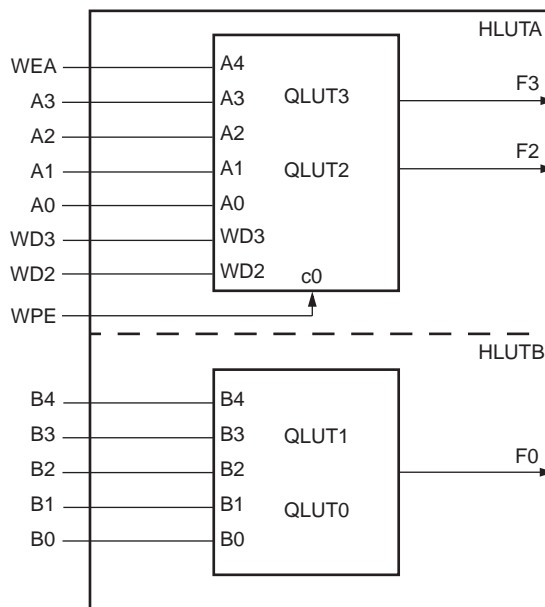 HLUTA
WEA A4 QLUT3 F3
A3 A3
A2 A2 QLUT2 F2
A1 A1
A0 A0
WD3 WD3
WD2 WD2
c0
WPE
HLUTB
B4 B4
B3 B3 QLUT1
B2 B2 F0
B1 B1 QLUT0
B0 B0